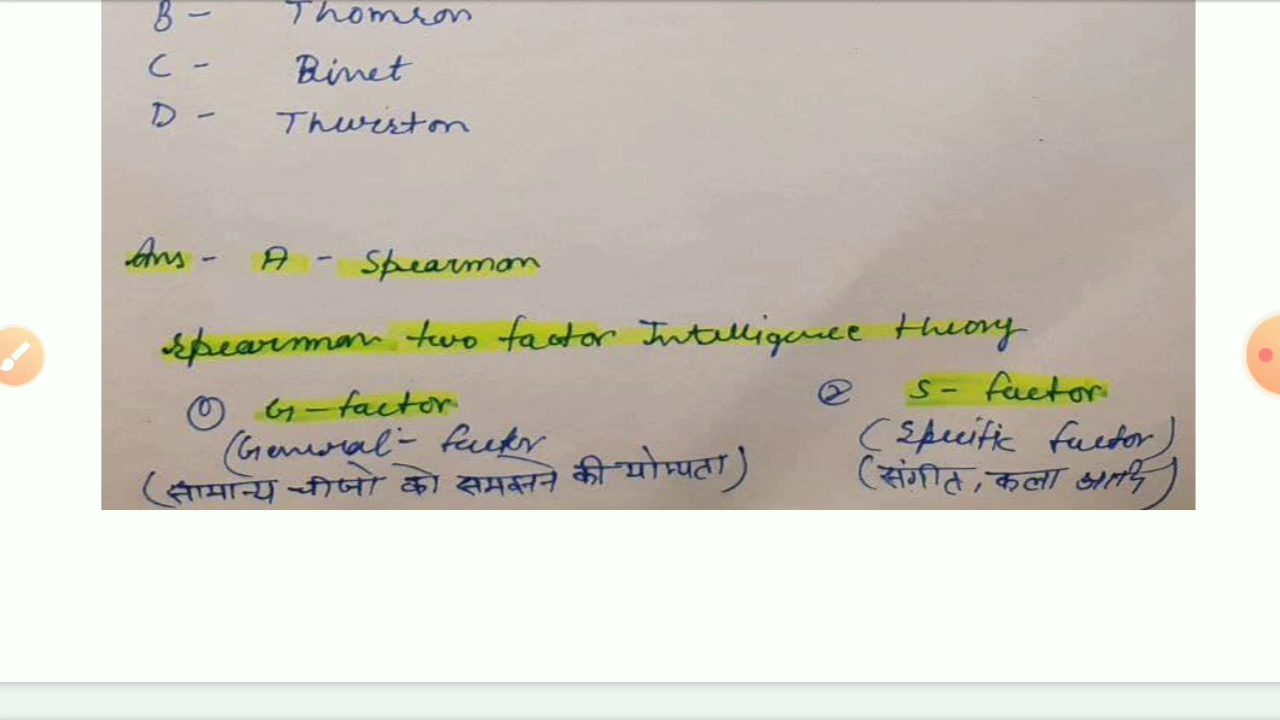 B - Thomson
C - Binet
D - Thurston
Ans - A - Spearman
Spearman two factor Intelligence theory
① G-factor
(General - factor
(सामान्य चीजो को समझने की योग्यता)
② S - factor
(Specific factor)
(संगीत, कला आदि)